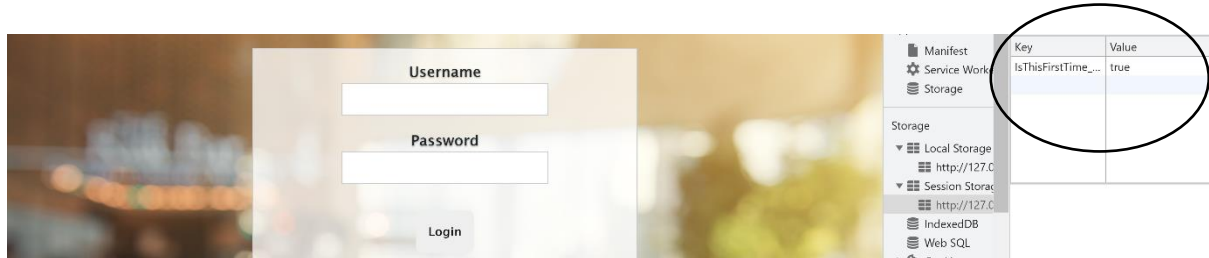 Username
Password
Login
Manifest
Service Work
Storage
Storage
Local Storage
http://127.0
Session Storag
http://127.0
IndexedDB
Web SQL
Key Value
IsThisFirstTime_... true